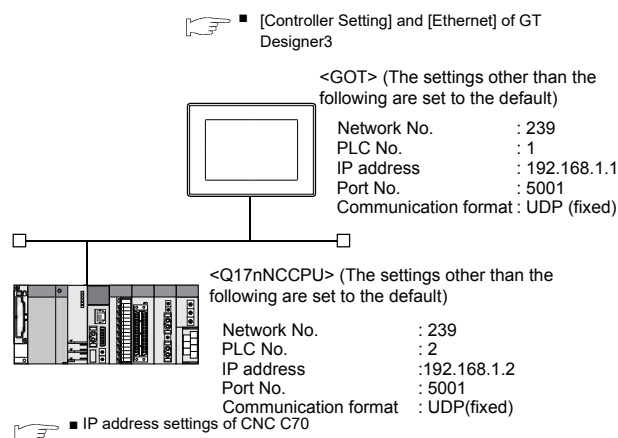 ■ [Controller Setting] and [Ethernet] of GT
Designer3
<GOT> (The settings other than the
following are set to the default)
Network No. : 239
PLC No. : 1
IP address : 192.168.1.1
Port No. : 5001
Communication format : UDP (fixed)
<Q17nNCCPU> (The settings other than the
following are set to the default)
Network No. : 239
PLC No. : 2
IP address :192.168.1.2
Port No. : 5001
Communication format : UDP(fixed)
■ IP address settings of CNC C70